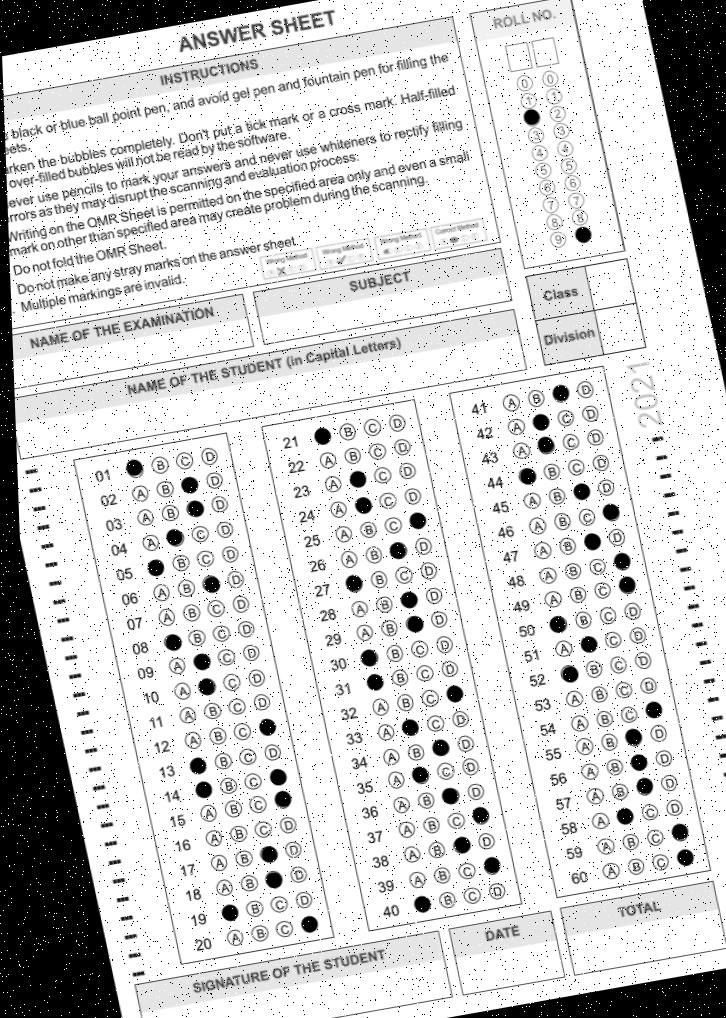 ANSWER SHEET
INSTRUCTIONS
black or blue ball point pen, and avoid gel pen and fountain pen for filling the
eets.
rken the bubbles completely. Don't put a tick mark or a cross mark. Half-filled
over-filled bubbles will not be read by the software.
ever use pencils to mark your answers and never use whiteners to rectify filling
rrors as they may disrupt the scanning and evaluation process.
Writing on the OMR Sheet is permitted on the specified area only and even a small
mark on other than specified area may create problem during the scanning.
Do not fold the OMR Sheet.
Do not make any stray marks on the answer sheet.
Multiple markings are invalid.
Wrong Method Wrong Method Wrong Method Correct Method
ROLL NO.
0 0
1 1
2
3 3
4 4
5 5
6 6
7 7
8 8
9
NAME OF THE EXAMINATION
SUBJECT
Class
Division
NAME OF THE STUDENT (in Capital Letters)
2021
01 B C D
02 A B D
03 A B D
04 A C D
05 B C D
06 A B D
07 A B C D
08 B C D
09 A C D
10 A C D
11 A B C D
12 A B C
13 B C D
14 B C
15 A B C
16 A B C D
17 A B D
18 A B D
19 B C D
20 A B C
21 B C D
22 A B C D
23 A C D
24 A C D
25 A B C
26 A B D
27 B C D
28 A B D
29 A B D
30 B C D
31 B C D
32 A B C
33 A C D
34 A B D
35 A C D
36 A B D
37 A B C
38 A B D
39 A B C
40 B C D
41 A B D
42 A C D
43 A C D
44 B C D
45 A B D
46 A B C
47 A B D
48 A B C
49 A B C
50 B C D
51 A C D
52 B C D
53 A B C D
54 A B C
55 A B D
56 A B D
57 A B D
58 A C D
59 A B C
60 A B C
SIGNATURE OF THE STUDENT
DATE
TOTAL